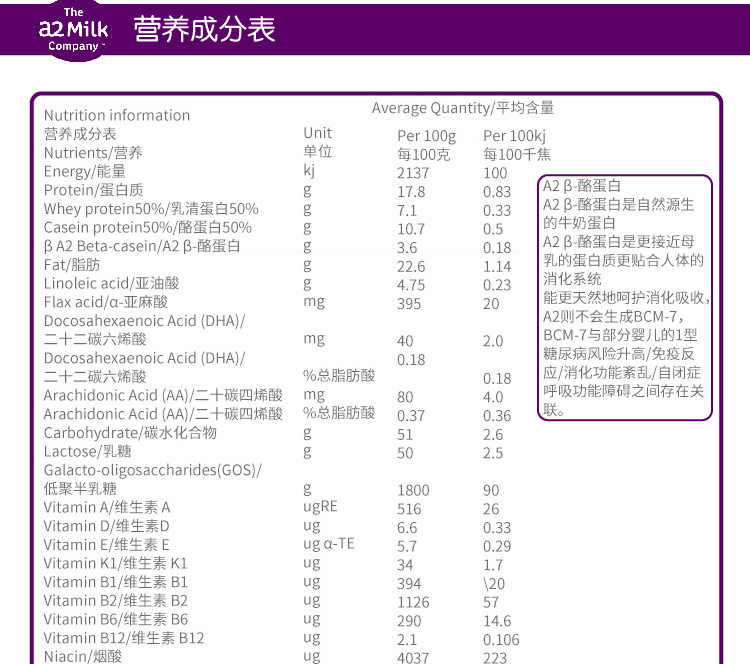 The
a2 Milk
Company™
营养成分表
Average Quantity/平均含量
Nutrition information
营养成分表 Unit Per 100g Per 100kj
Nutrients/营养 单位 每100克 每100千焦
Energy/能量 kj 2137 100
Protein/蛋白质 g 17.8 0.83
Whey protein50%/乳清蛋白50% g 7.1 0.33
Casein protein50%/酪蛋白50% g 10.7 0.5
β A2 Beta-casein/A2 β-酪蛋白 g 3.6 0.18
Fat/脂肪 g 22.6 1.14
Linoleic acid/亚油酸 g 4.75 0.23
Flax acid/α-亚麻酸 mg 395 20
Docosahexaenoic Acid (DHA)/
二十二碳六烯酸 mg 40 2.0
Docosahexaenoic Acid (DHA)/ 0.18
二十二碳六烯酸 %总脂肪酸 0.18
Arachidonic Acid (AA)/二十碳四烯酸 mg 80 4.0
Arachidonic Acid (AA)/二十碳四烯酸 %总脂肪酸 0.37 0.36
Carbohydrate/碳水化合物 g 51 2.6
Lactose/乳糖 g 50 2.5
Galacto-oligosaccharides(GOS)/
低聚半乳糖 g 1800 90
Vitamin A/维生素 A ugRE 516 26
Vitamin D/维生素D ug 6.6 0.33
Vitamin E/维生素 E ug α-TE 5.7 0.29
Vitamin K1/维生素 K1 ug 34 1.7
Vitamin B1/维生素 B1 ug 394 \20
Vitamin B2/维生素 B2 ug 1126 57
Vitamin B6/维生素 B6 ug 290 14.6
Vitamin B12/维生素 B12 ug 2.1 0.106
Niacin/烟酸 ug 4037 223
A2 β-酪蛋白
A2 β-酪蛋白是自然源生
的牛奶蛋白
A2 β-酪蛋白是更接近母
乳的蛋白质更贴合人体的
消化系统
能更天然地呵护消化吸收，
A2则不会生成BCM-7，
BCM-7与部分婴儿的1型
糖尿病风险升高/免疫反
应/消化功能紊乱/自闭症
呼吸功能障碍之间存在关
联。